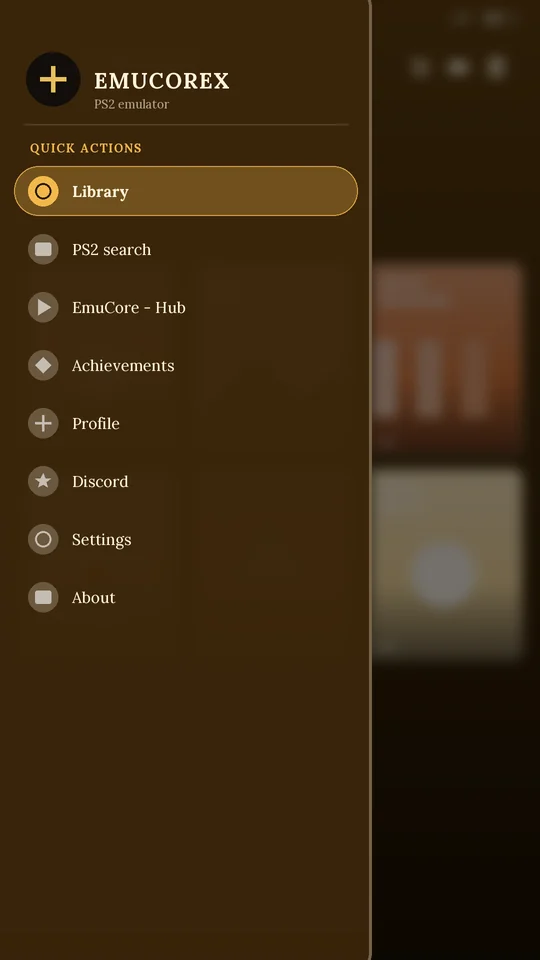 EMUCOREX
PS2 emulator
QUICK ACTIONS
Library
PS2 search
EmuCore - Hub
Achievements
Profile
Discord
Settings
About